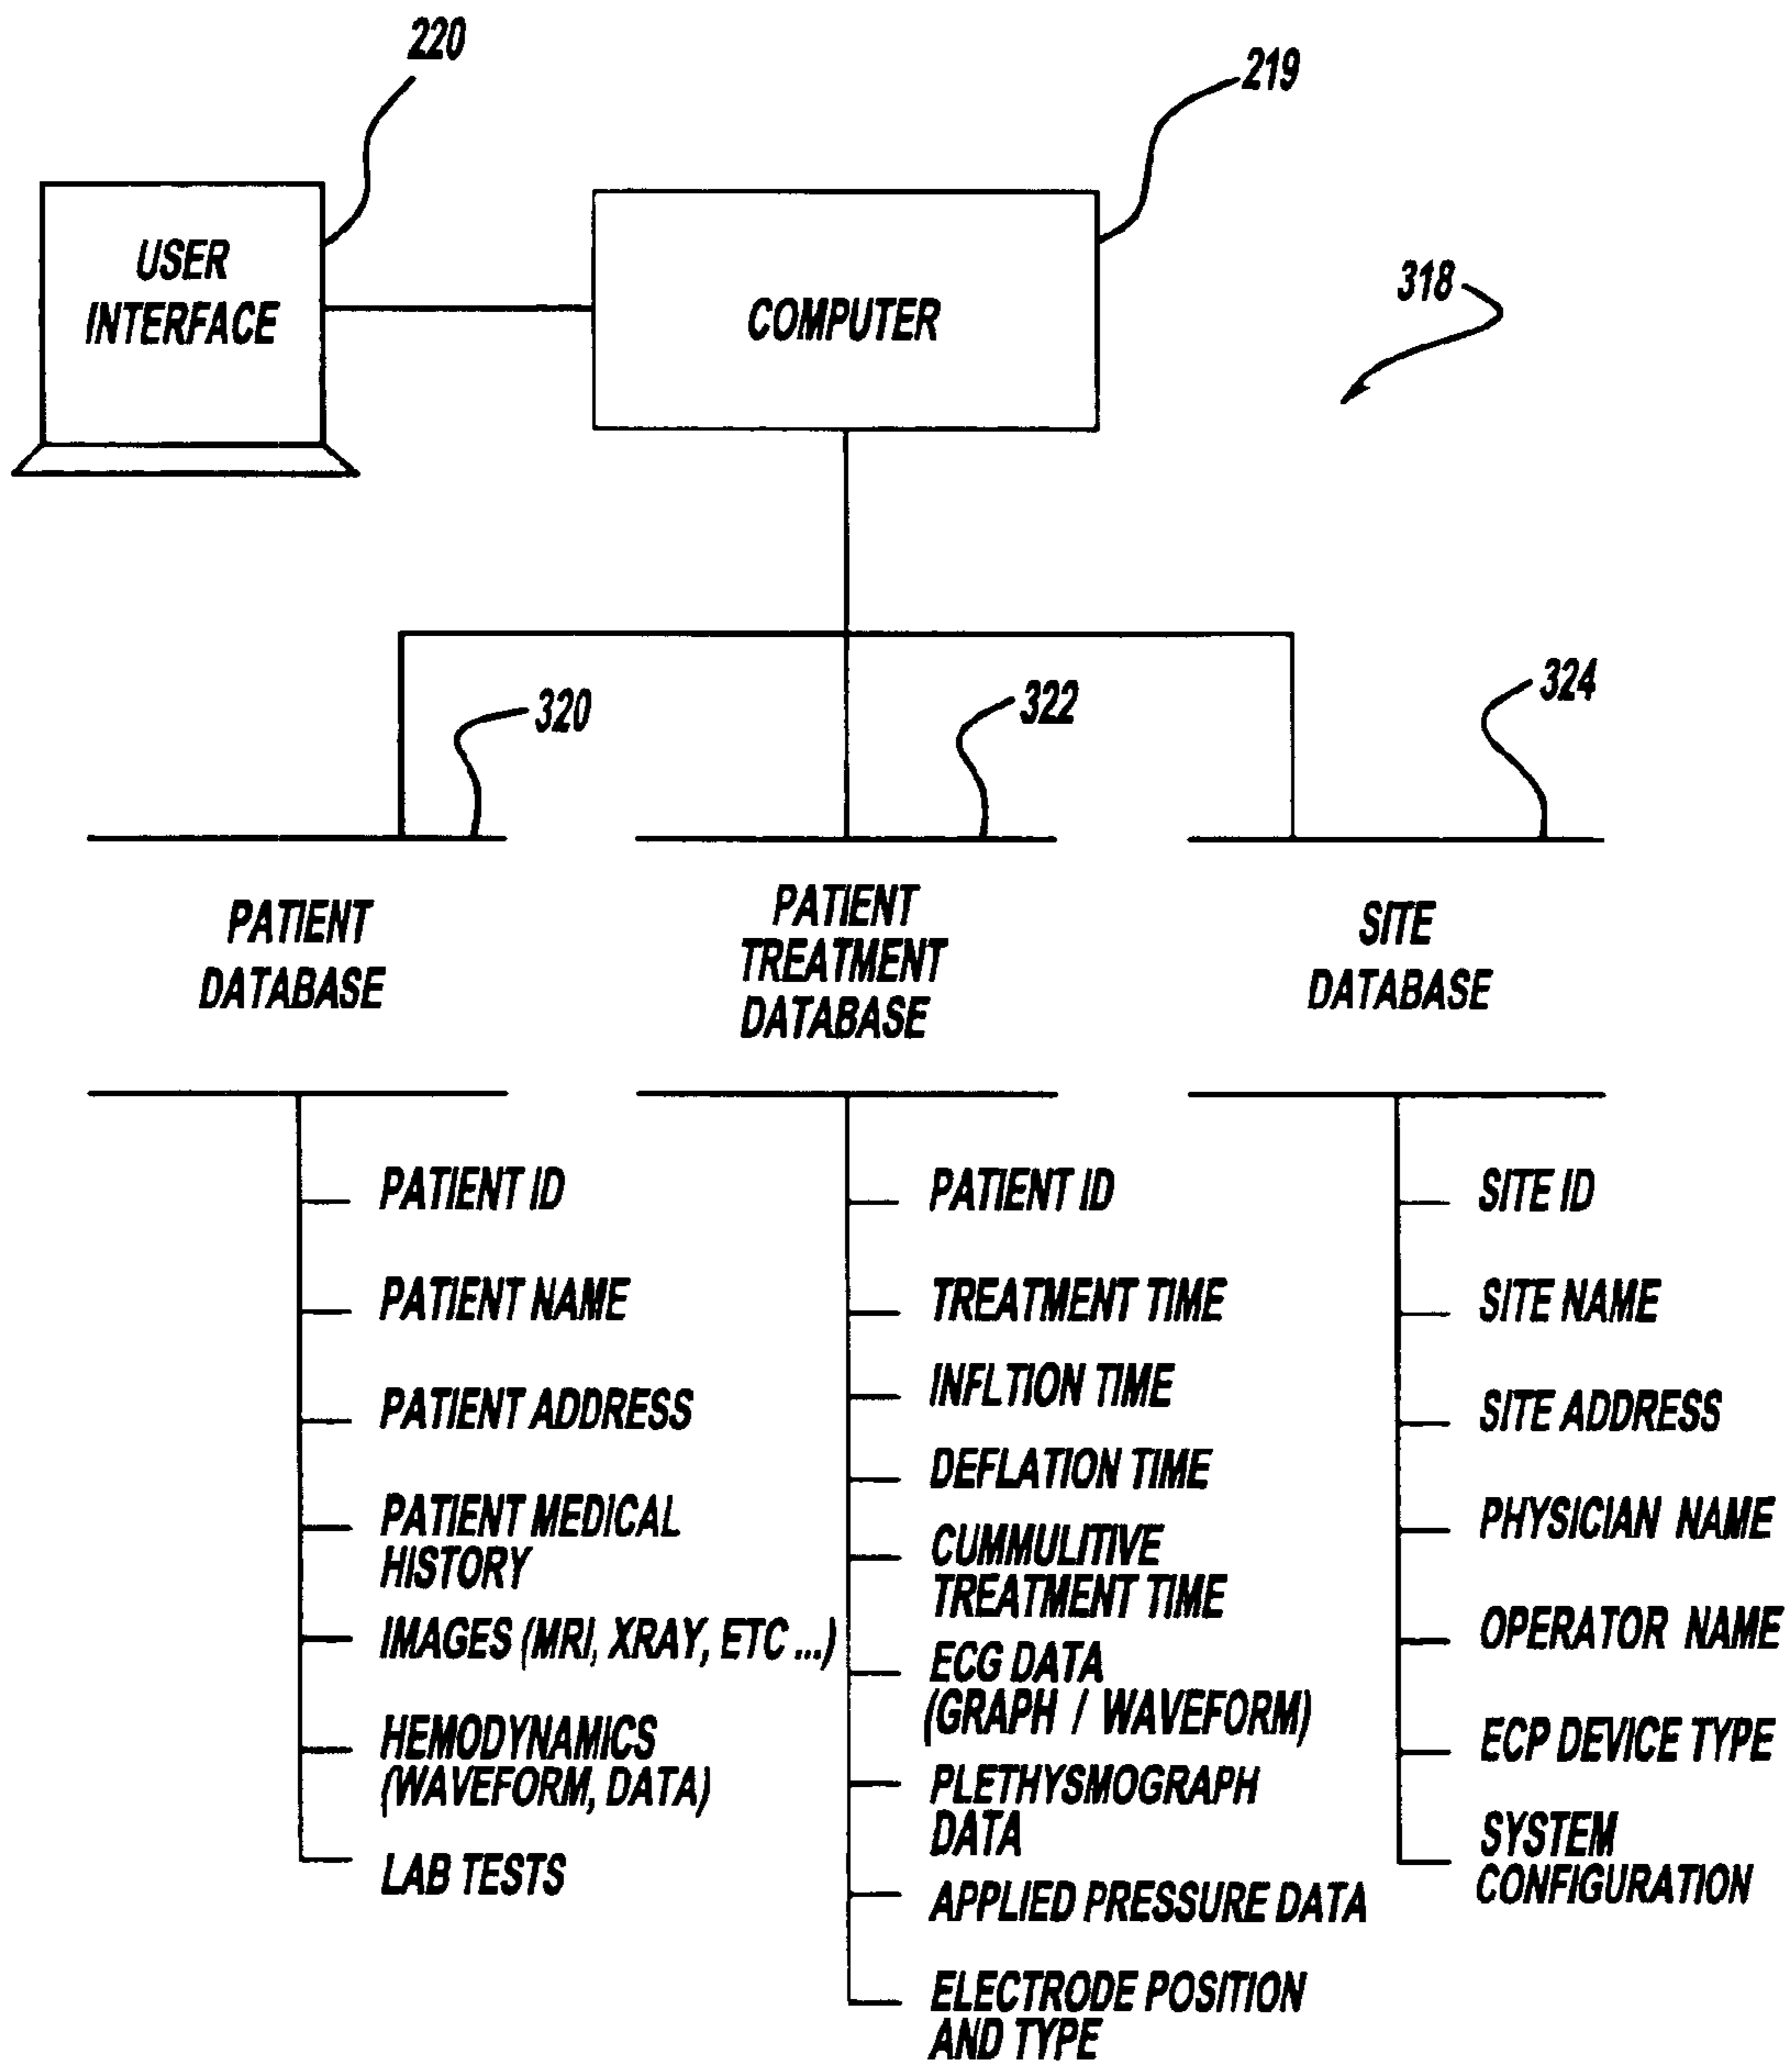 220
219
USER
INTERFACE
COMPUTER
318
320
322
324
PATIENT
DATABASE
PATIENT
TREATMENT
DATABASE
SITE
DATABASE
PATIENT ID
PATIENT NAME
PATIENT ADDRESS
PATIENT MEDICAL
HISTORY
IMAGES (MRI, XRAY, ETC ...)
HEMODYNAMICS
(WAVEFORM, DATA)
LAB TESTS
PATIENT ID
TREATMENT TIME
INFLTION TIME
DEFLATION TIME
CUMMULITIVE
TREATMENT TIME
ECG DATA
(GRAPH / WAVEFORM)
PLETHYSMOGRAPH
DATA
APPLIED PRESSURE DATA
ELECTRODE POSITION
AND TYPE
SITE ID
SITE NAME
SITE ADDRESS
PHYSICIAN NAME
OPERATOR NAME
ECP DEVICE TYPE
SYSTEM
CONFIGURATION